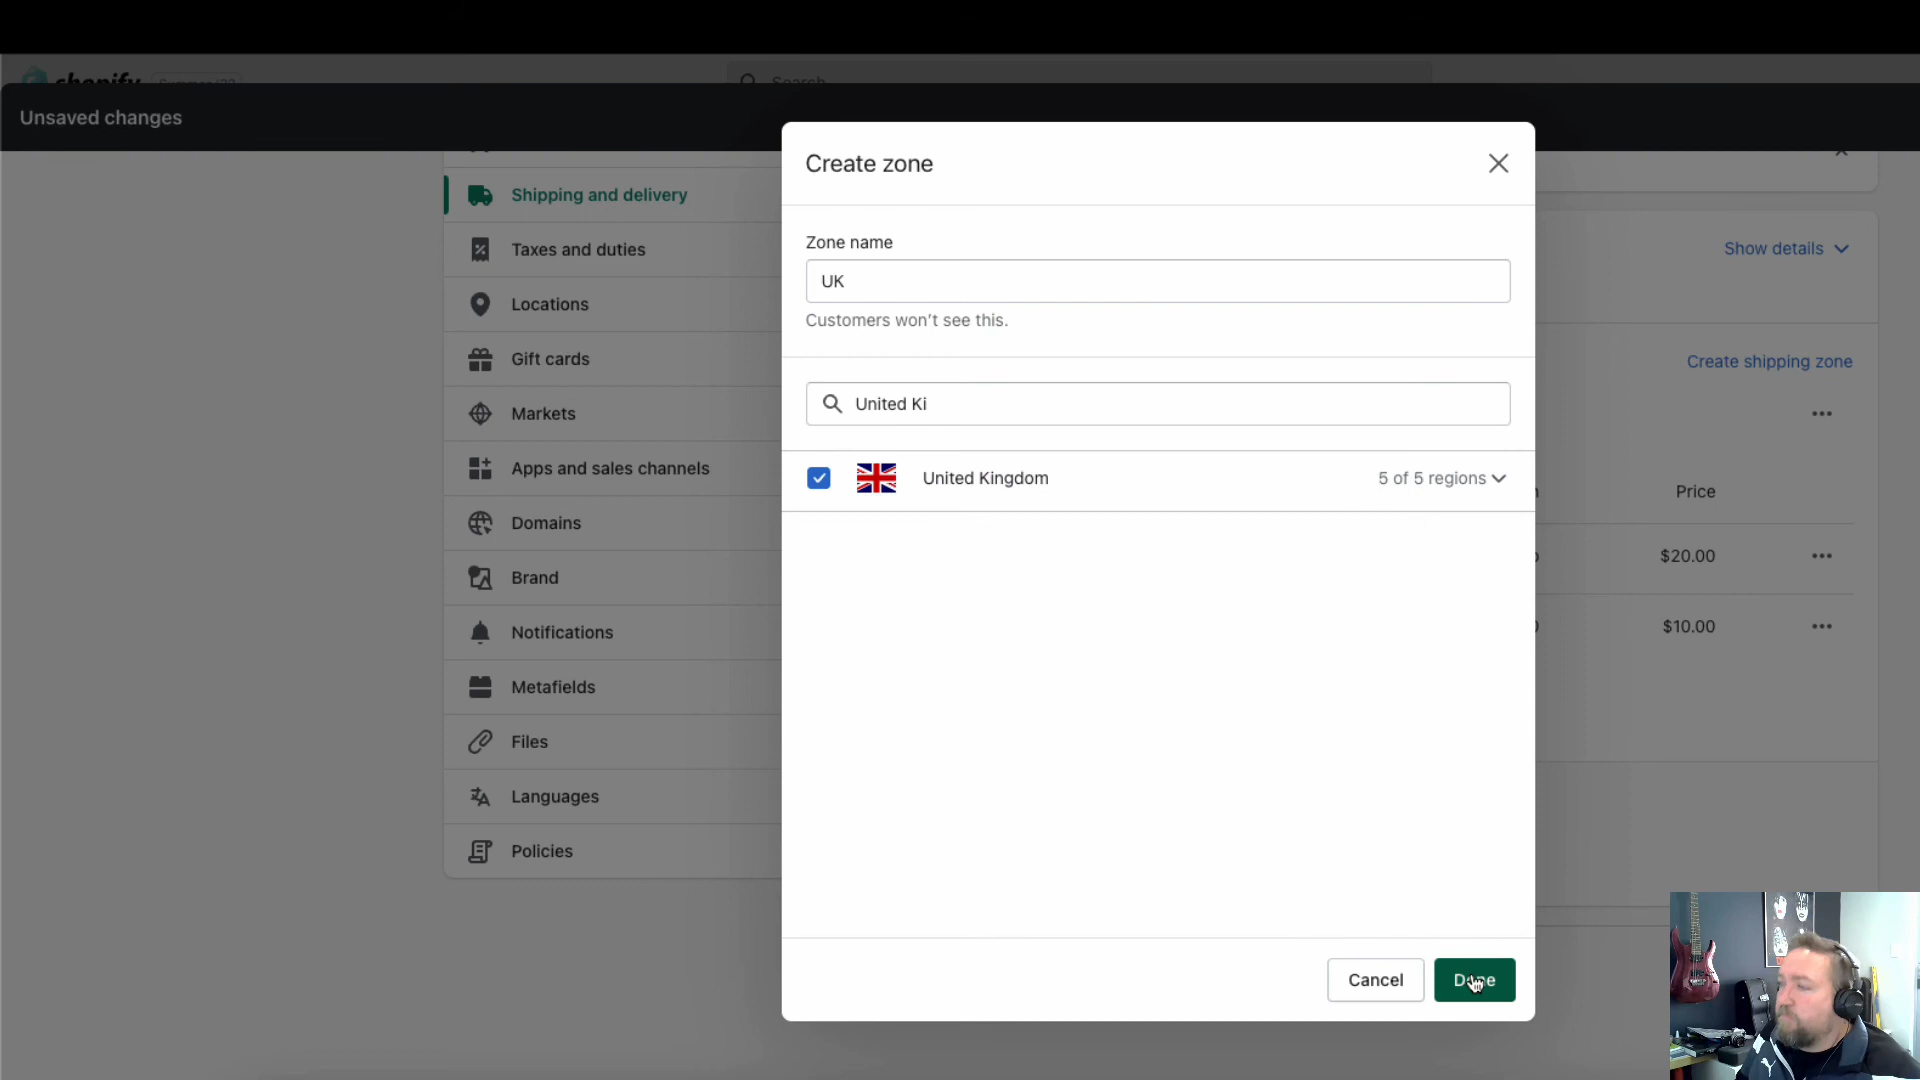 shopify
Search
Unsaved changes
Create zone
Shipping and delivery
Zone name
Taxes and duties
Show details
UK
Locations
Customers won’t see this.
Gift cards
Create shipping zone
United Ki
Markets
Apps and sales channels
United Kingdom
5 of 5 regions
Price
Domains
$20.00
Brand
Notifications
$10.00
Metafields
Files
Languages
Policies
Cancel
Done